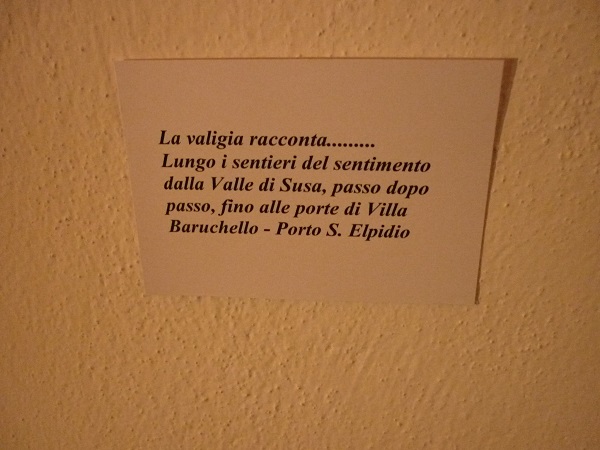 La valigia racconta.........
Lungo i sentieri del sentimento
dalla Valle di Susa, passo dopo
passo, fino alle porte di Villa
Baruchello - Porto S. Elpidio